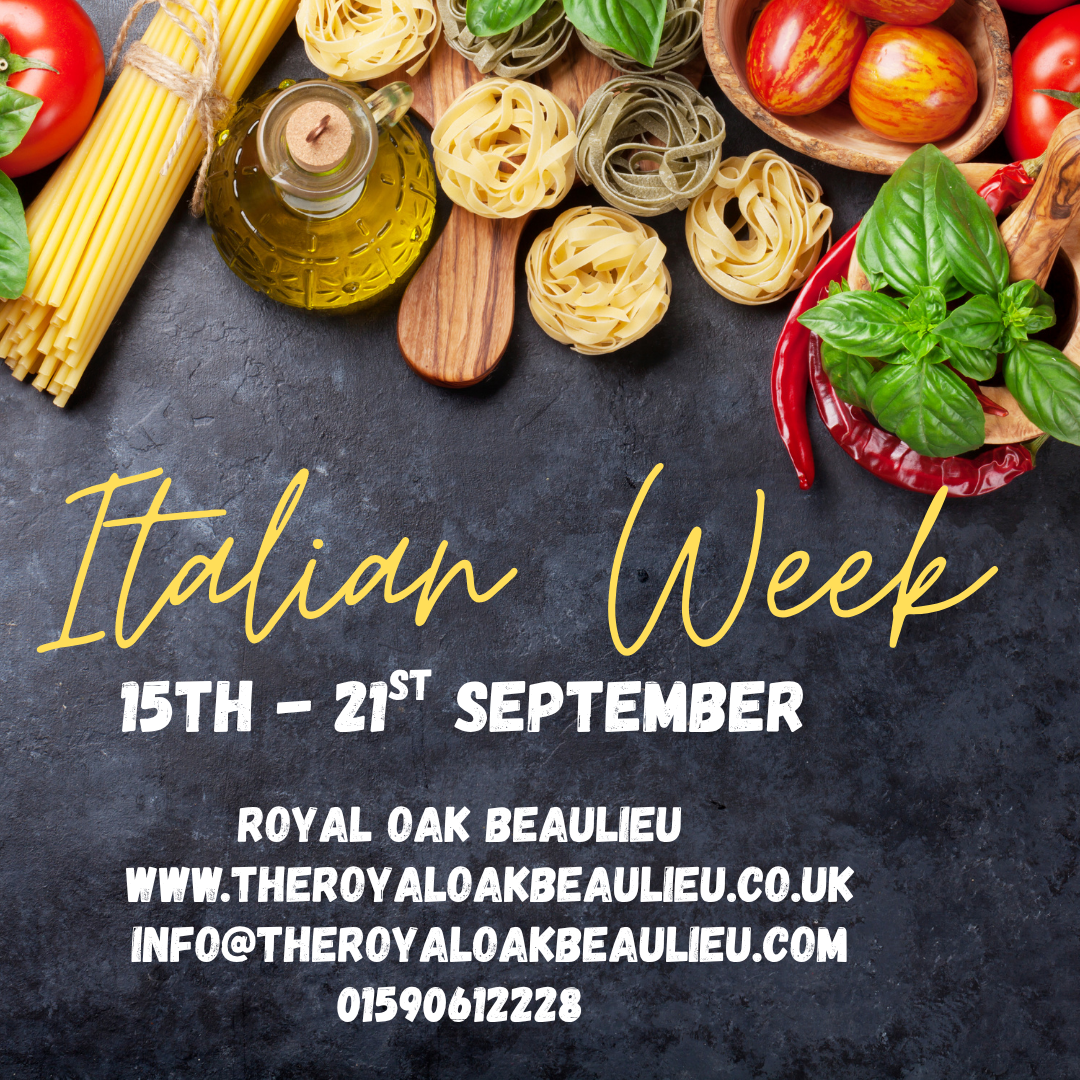 Italian Week
15TH - 21ST SEPTEMBER
ROYAL OAK BEAULIEU
WWW.THEROYALOAKBEAULIEU.CO.UK
INFO@THEROYALOAKBEAULIEU.COM
01590612228